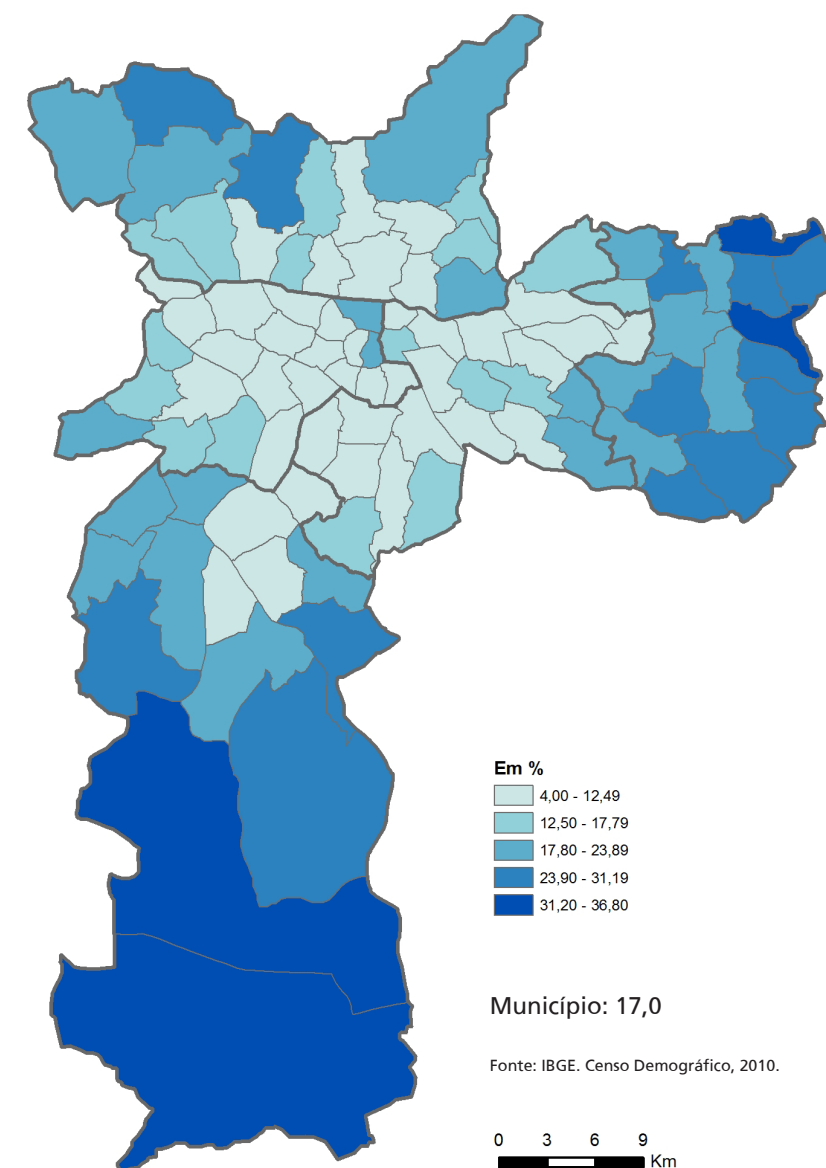 Em %
4,00 - 12,49
12,50 - 17,79
17,80 - 23,89
23,90 - 31,19
31,20 - 36,80
Município: 17,0
Fonte: IBGE. Censo Demográfico, 2010.
0 3 6 9
Km